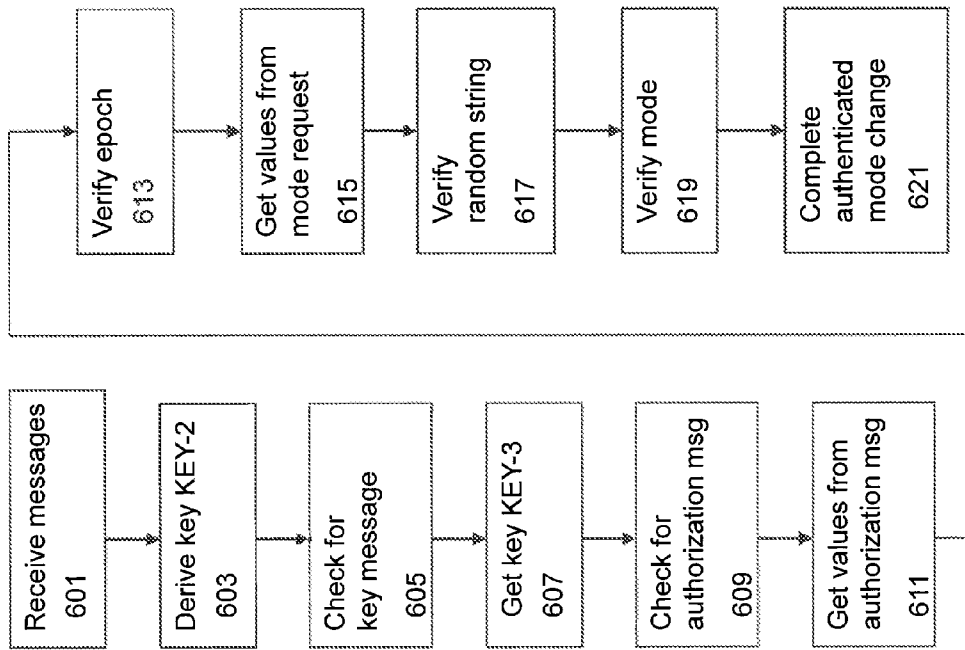 Receive messages
601
Derive key KEY-2
603
Check for
key message
605
Get key KEY-3
607
Check for
authorization msg
609
Get values from
authorization msg
611
Verify epoch
613
Get values from
mode request
615
Verify
random string
617
Verify mode
619
Complete
authenticated
mode change
621